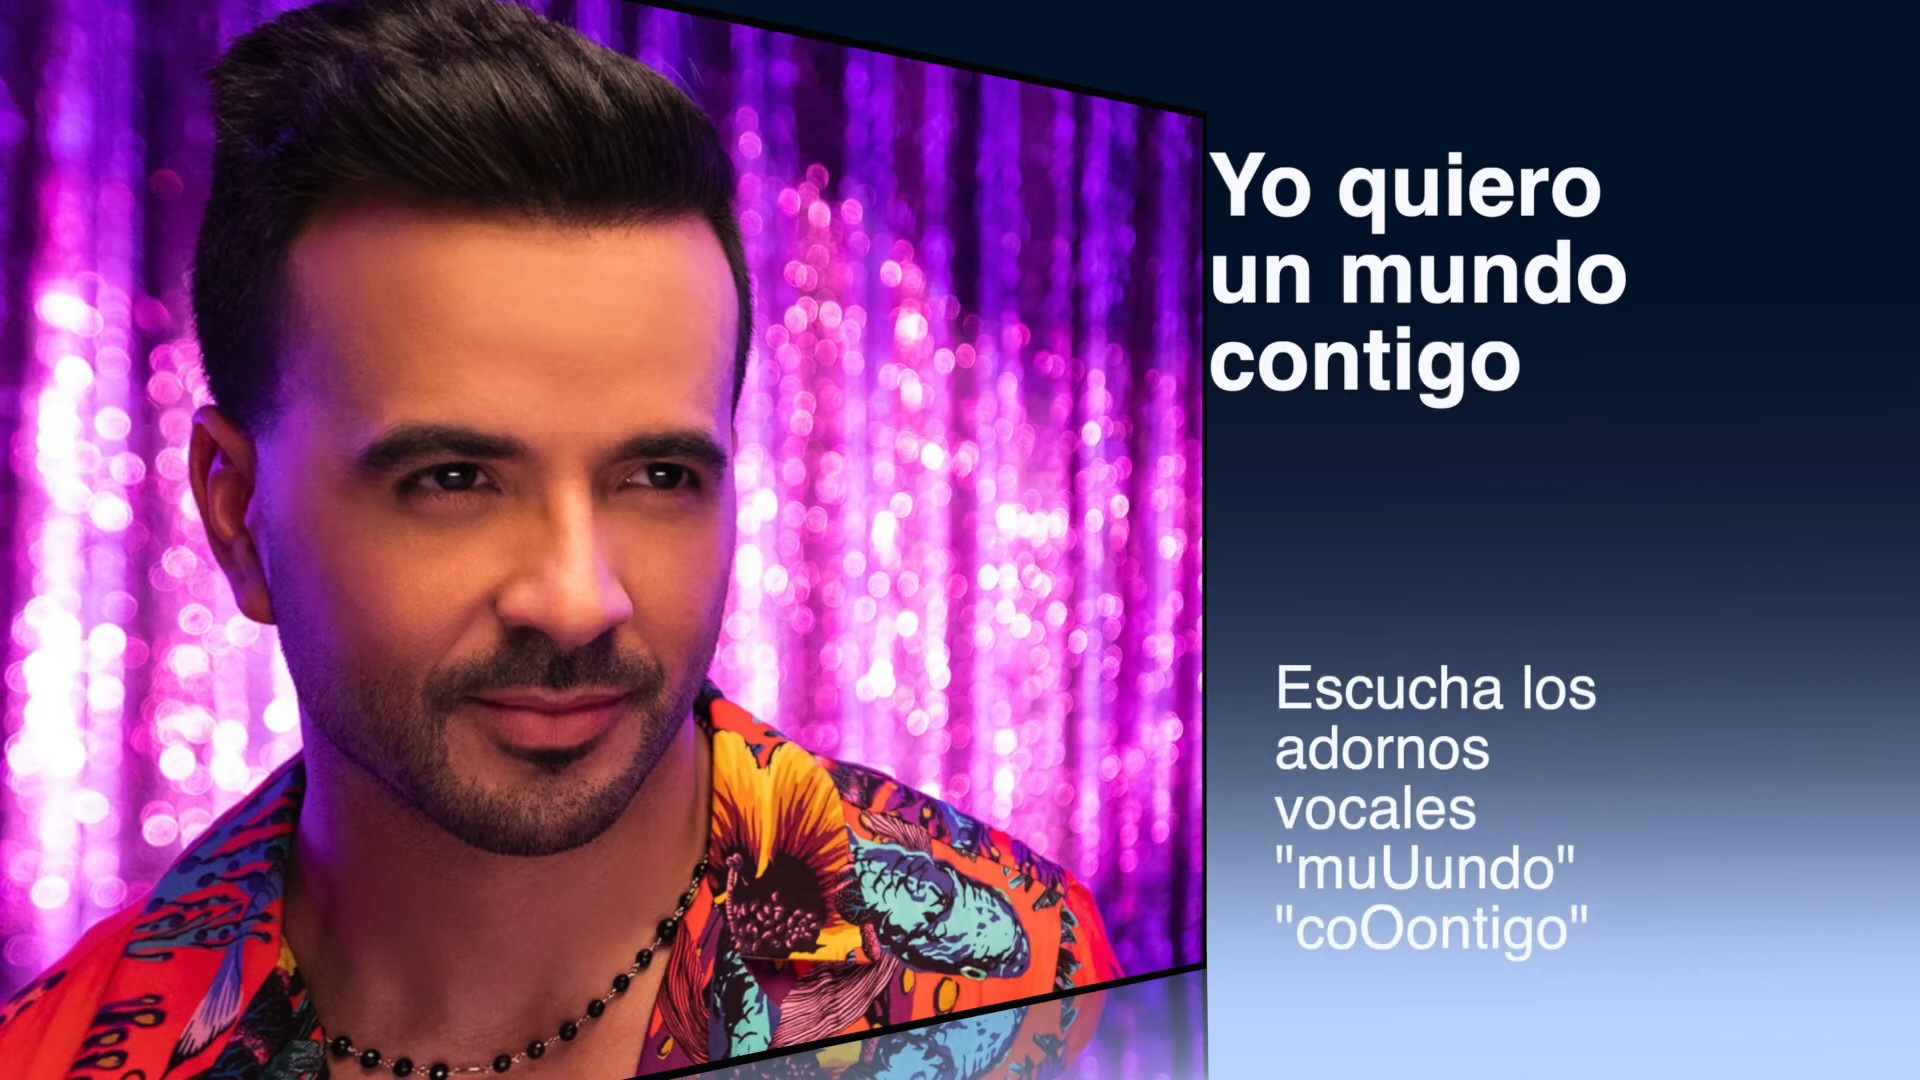 Yo quiero
un mundo
contigo
Escucha los
adornos
vocales
"muUundo"
"coOontigo"